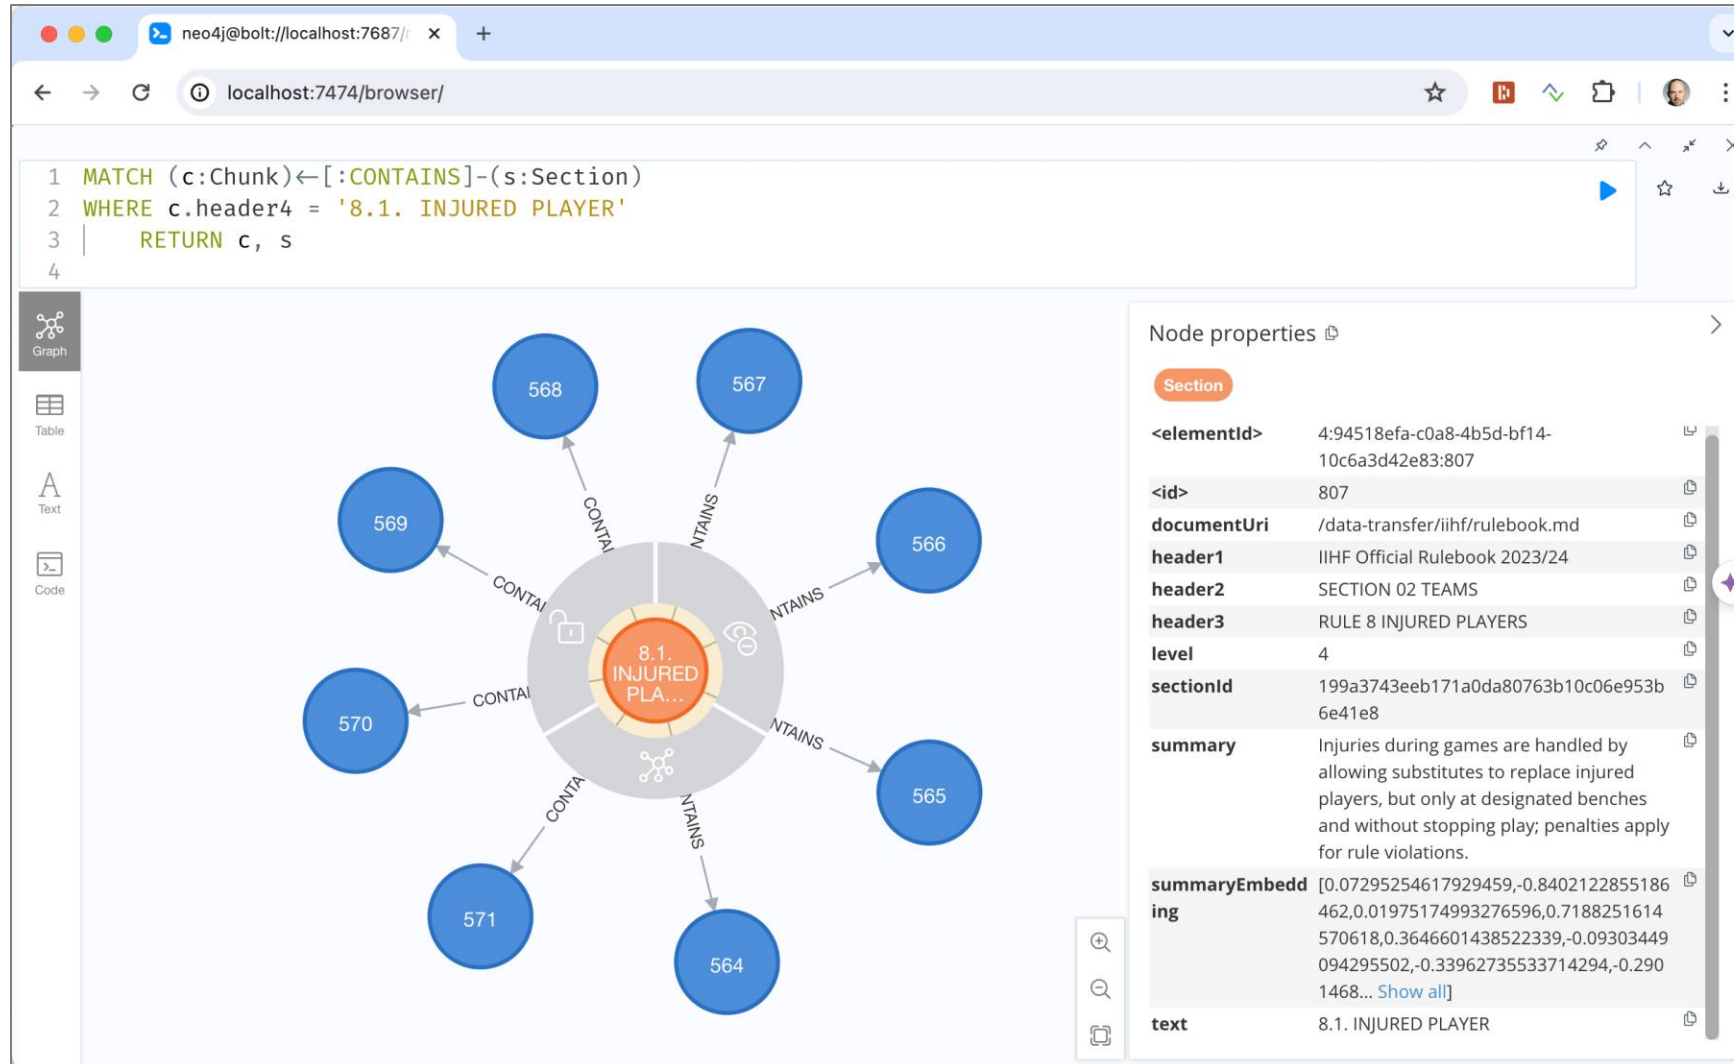 neo4j@bolt://localhost:7687/
localhost:7474/browser/
1 MATCH (c:Chunk)<-[:CONTAINS]-(s:Section)
2 WHERE c.header4 = '8.1. INJURED PLAYER'
3 RETURN c, s
4
Graph
Table
Text
Code
568
567
569
566
570
565
571
564
CONTAI
NTAINS
CONTAI
NTAINS
CONTAI
NTAINS
CONTA
NTAINS
8.1.
INJURED
PLA...
Node properties
Section
<elementId> 4:94518efa-c0a8-4b5d-bf14-
10c6a3d42e83:807
<id> 807
documentUri /data-transfer/iihf/rulebook.md
header1 IIHF Official Rulebook 2023/24
header2 SECTION 02 TEAMS
header3 RULE 8 INJURED PLAYERS
level 4
sectionId 199a3743eeb171a0da80763b10c06e953b
6e41e8
summary Injuries during games are handled by
allowing substitutes to replace injured
players, but only at designated benches
and without stopping play; penalties apply
for rule violations.
summaryEmbedd [0.07295254617929459,-0.8402122855186
ing 462,0.01975174993276596,0.7188251614
570618,0.3646601438522339,-0.09303449
094295502,-0.33962735533714294,-0.290
1468... Show all]
text 8.1. INJURED PLAYER